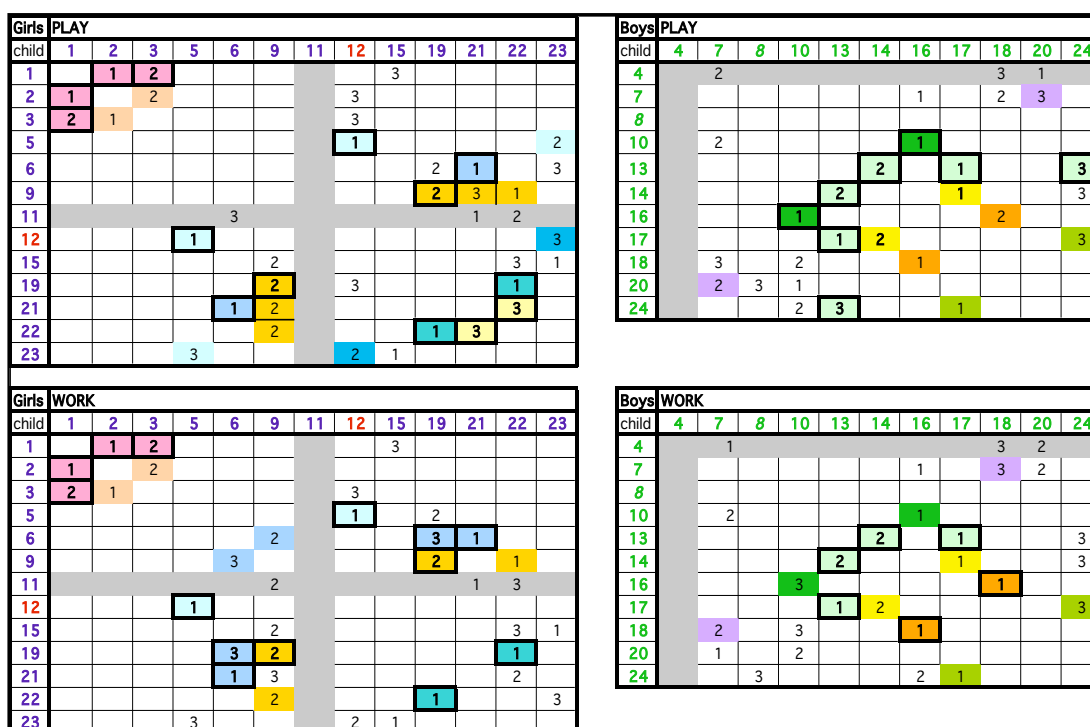 Girls PLAY
child 1 2 3 5 6 9 11 12 15 19 21 22 23
1 1 2 3
2 1 2 3
3 2 1 3
5 1 2
6 2 1 3
9 2 3 1
11 3 1 2
12 1 3
15 2 3 1
19 2 3 1
21 1 2 3
22 2 1 3
23 3 2 1
Boys PLAY
child 4 7 8 10 13 14 16 17 18 20 24
4 2 3 1
7 1 2 3
8
10 2 1
13 2 1 3
14 2 1 3
16 1 2
17 1 2 3
18 3 2 1
20 2 3 1
24 2 3 1
Girls WORK
child 1 2 3 5 6 9 11 12 15 19 21 22 23
1 1 2 3
2 1 2
3 2 1 3
5 1 2
6 2 3 1
9 3 2 1
11 2 1 3
12 1
15 2 3 1
19 3 2 1
21 1 3 2
22 2 1 3
23 3 2 1
Boys WORK
child 4 7 8 10 13 14 16 17 18 20 24
4 1 3 2
7 1 3 2
8
10 2 1
13 2 1 3
14 2 1 3
16 3 1
17 1 2 3
18 2 3 1
20 1 2
24 3 2 1